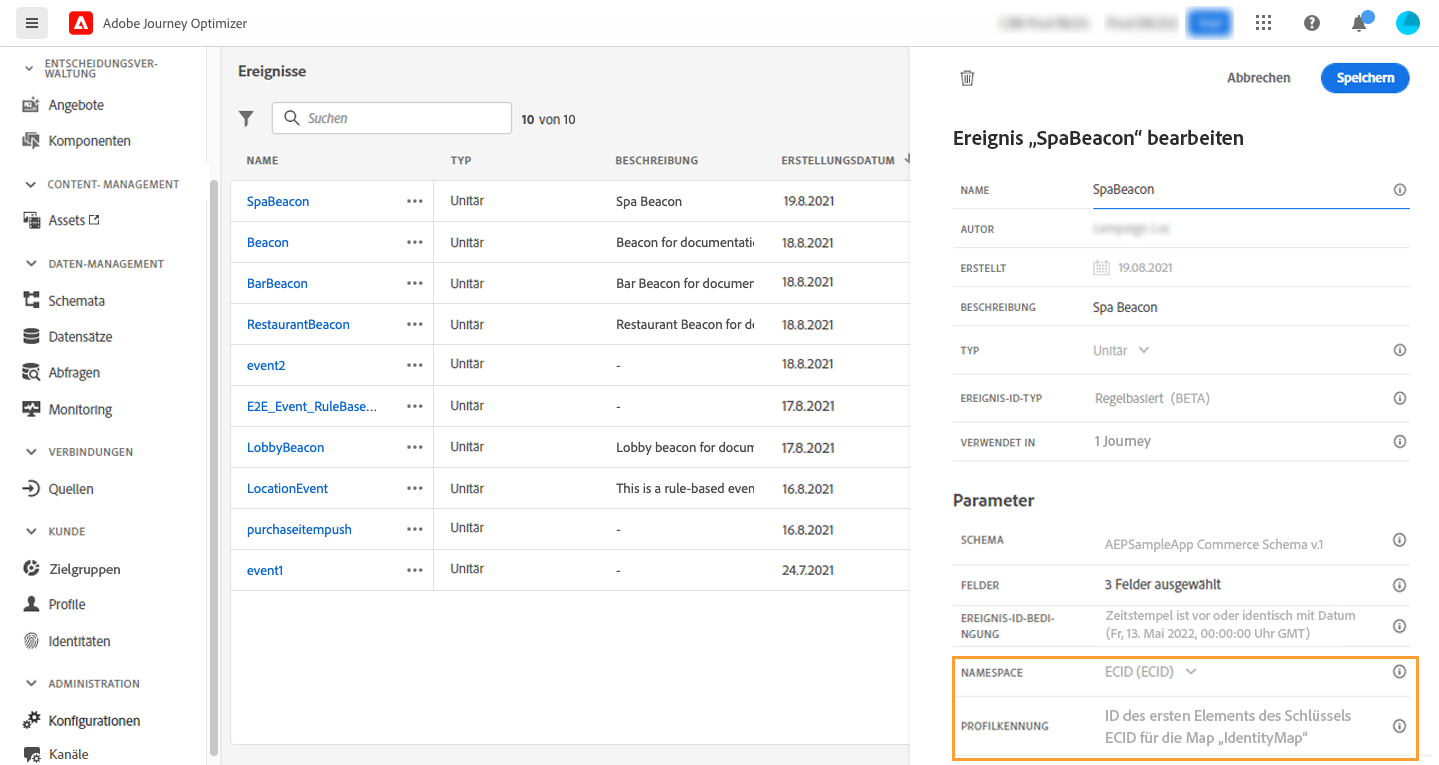 Adobe Journey Optimizer
ENTSCHEIDUNGSVER-
WALTUNG
Angebote
Komponenten
CONTENT- MANAGEMENT
Assets
DATEN-MANAGEMENT
Schemata
Datensätze
Abfragen
Monitoring
VERBINDUNGEN
Quellen
KUNDE
Zielgruppen
Profile
Identitäten
ADMINISTRATION
Konfigurationen
Kanäle
Ereignisse
Suchen
10 von 10
NAME TYP BESCHREIBUNG ERSTELLUNGSDATUM
SpaBeacon ••• Unitär Spa Beacon 19.8.2021
Beacon ••• Unitär Beacon for documentati 18.8.2021
BarBeacon ••• Unitär Bar Beacon for documen 18.8.2021
RestaurantBeacon ••• Unitär Restaurant Beacon for do 18.8.2021
event2 ••• Unitär - 18.8.2021
E2E_Event_RuleBase... ••• Unitär - 17.8.2021
LobbyBeacon ••• Unitär Lobby beacon for docum 17.8.2021
LocationEvent ••• Unitär This is a rule-based even 16.8.2021
purchaseitempush ••• Unitär - 16.8.2021
event1 ••• Unitär - 24.7.2021
Abbrechen Speichern
Ereignis „SpaBeacon“ bearbeiten
NAME SpaBeacon
AUTOR
ERSTELLT 19.08.2021
BESCHREIBUNG Spa Beacon
TYP Unitär
EREIGNIS-ID-TYP Regelbasiert (BETA)
VERWENDET IN 1 Journey
Parameter
SCHEMA AEPSampleApp Commerce Schema v.1
FELDER 3 Felder ausgewählt
EREIGNIS-ID-BEDI-
NGUNG
Zeitstempel ist vor oder identisch mit Datum
(Fr, 13. Mai 2022, 00:00:00 Uhr GMT)
NAMESPACE ECID (ECID)
PROFILKENNUNG
ID des ersten Elements des Schlüssels
ECID für die Map „IdentityMap“